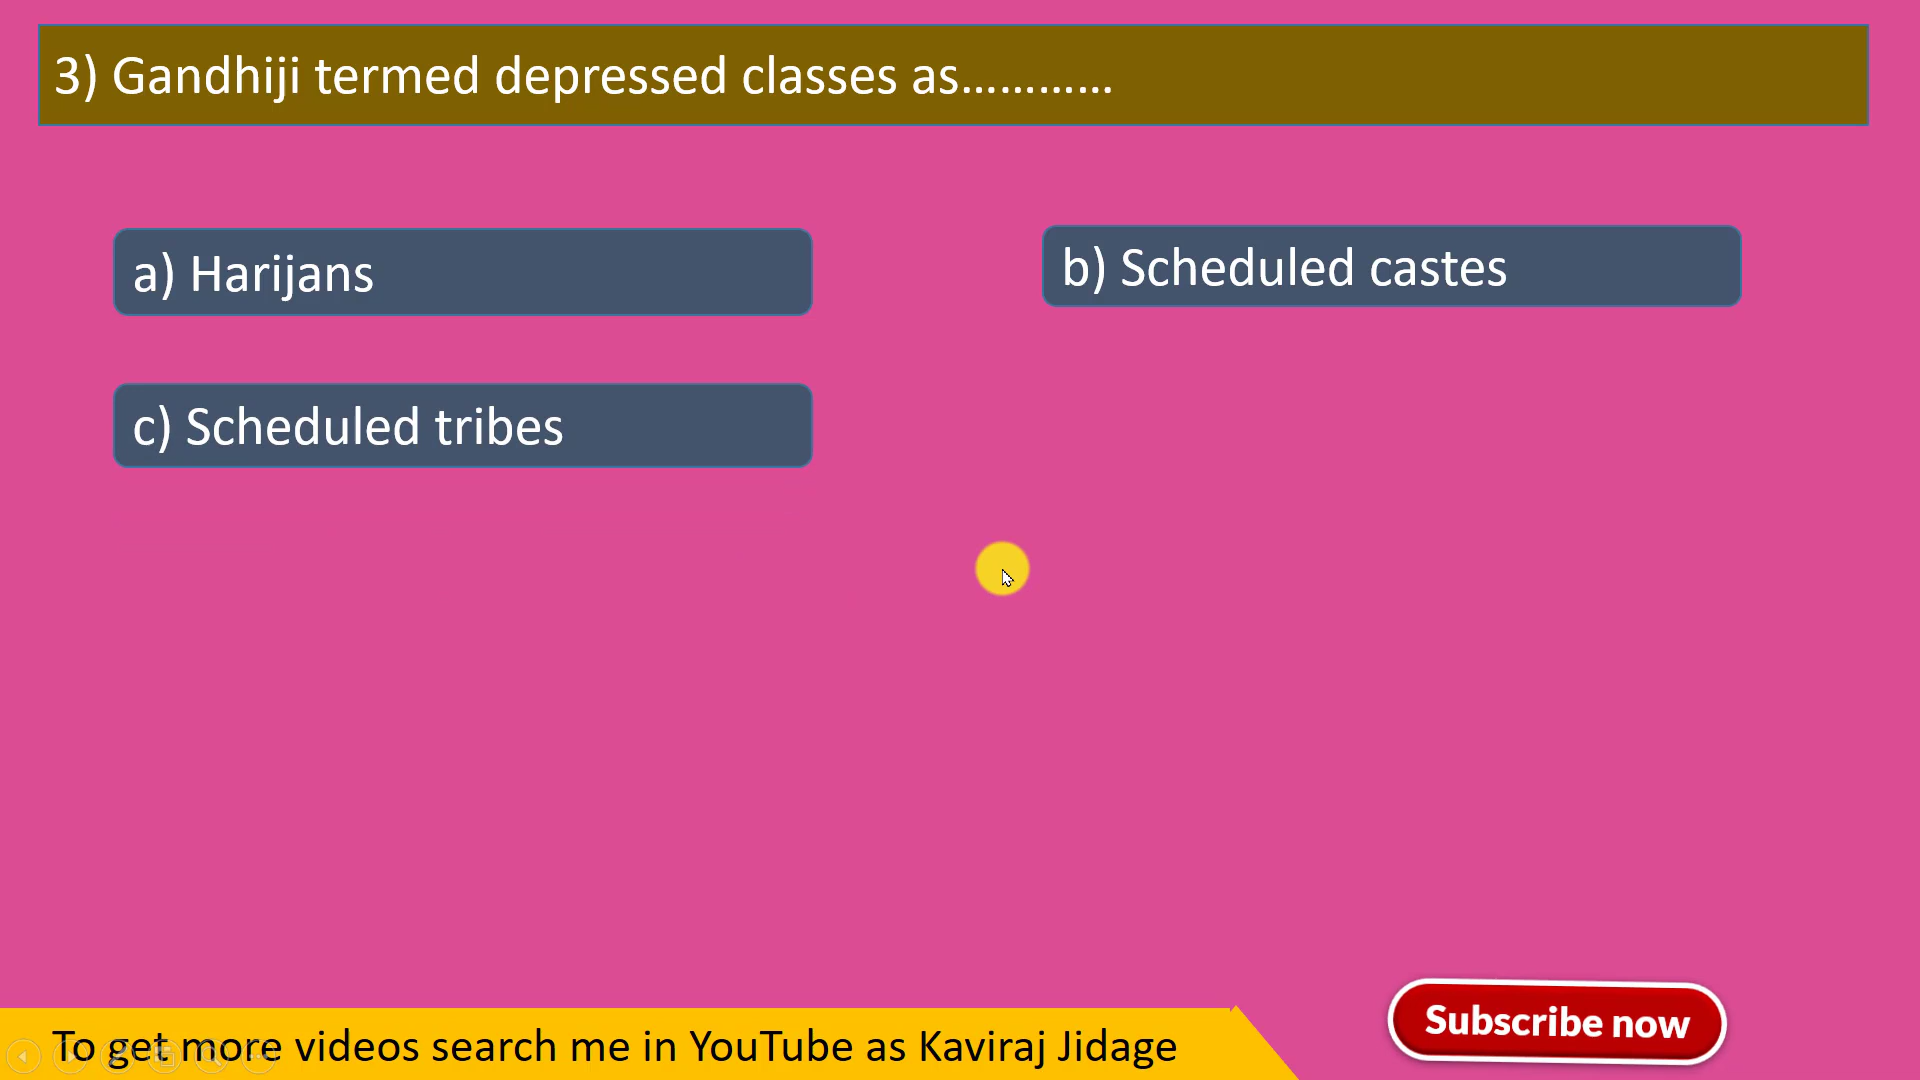 3) Gandhiji termed depressed classes as............
a) Harijans
b) Scheduled castes
c) Scheduled tribes
To get more videos search me in YouTube as Kaviraj Jidage
Subscribe now